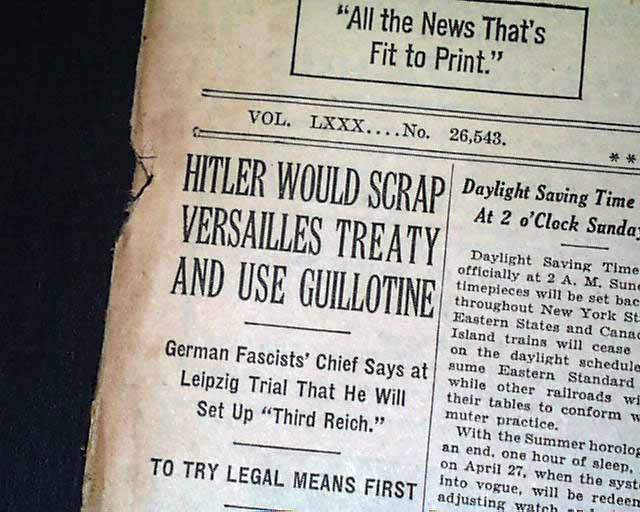 "All the News That's
Fit to Print."
VOL. LXXX....No. 26,543.
**
HITLER WOULD SCRAP
VERSAILLES TREATY
AND USE GUILLOTINE
German Fascists' Chief Says at
Leipzig Trial That He Will
Set Up "Third Reich."
TO TRY LEGAL MEANS FIRST
Daylight Saving Time
At 2 o'Clock Sunday
Daylight Saving Time
officially at 2 A. M. Sun
timepieces will be set bac
throughout New York St
Eastern States and Canad
Island trains will cease
on the daylight schedule
sume Eastern Standard
while other railroads wi
their tables to conform w
muter practice.
With the Summer horolog
an end, one hour of sleep,
on April 27, when the syst
into vogue, will be redeem
adjusting watch